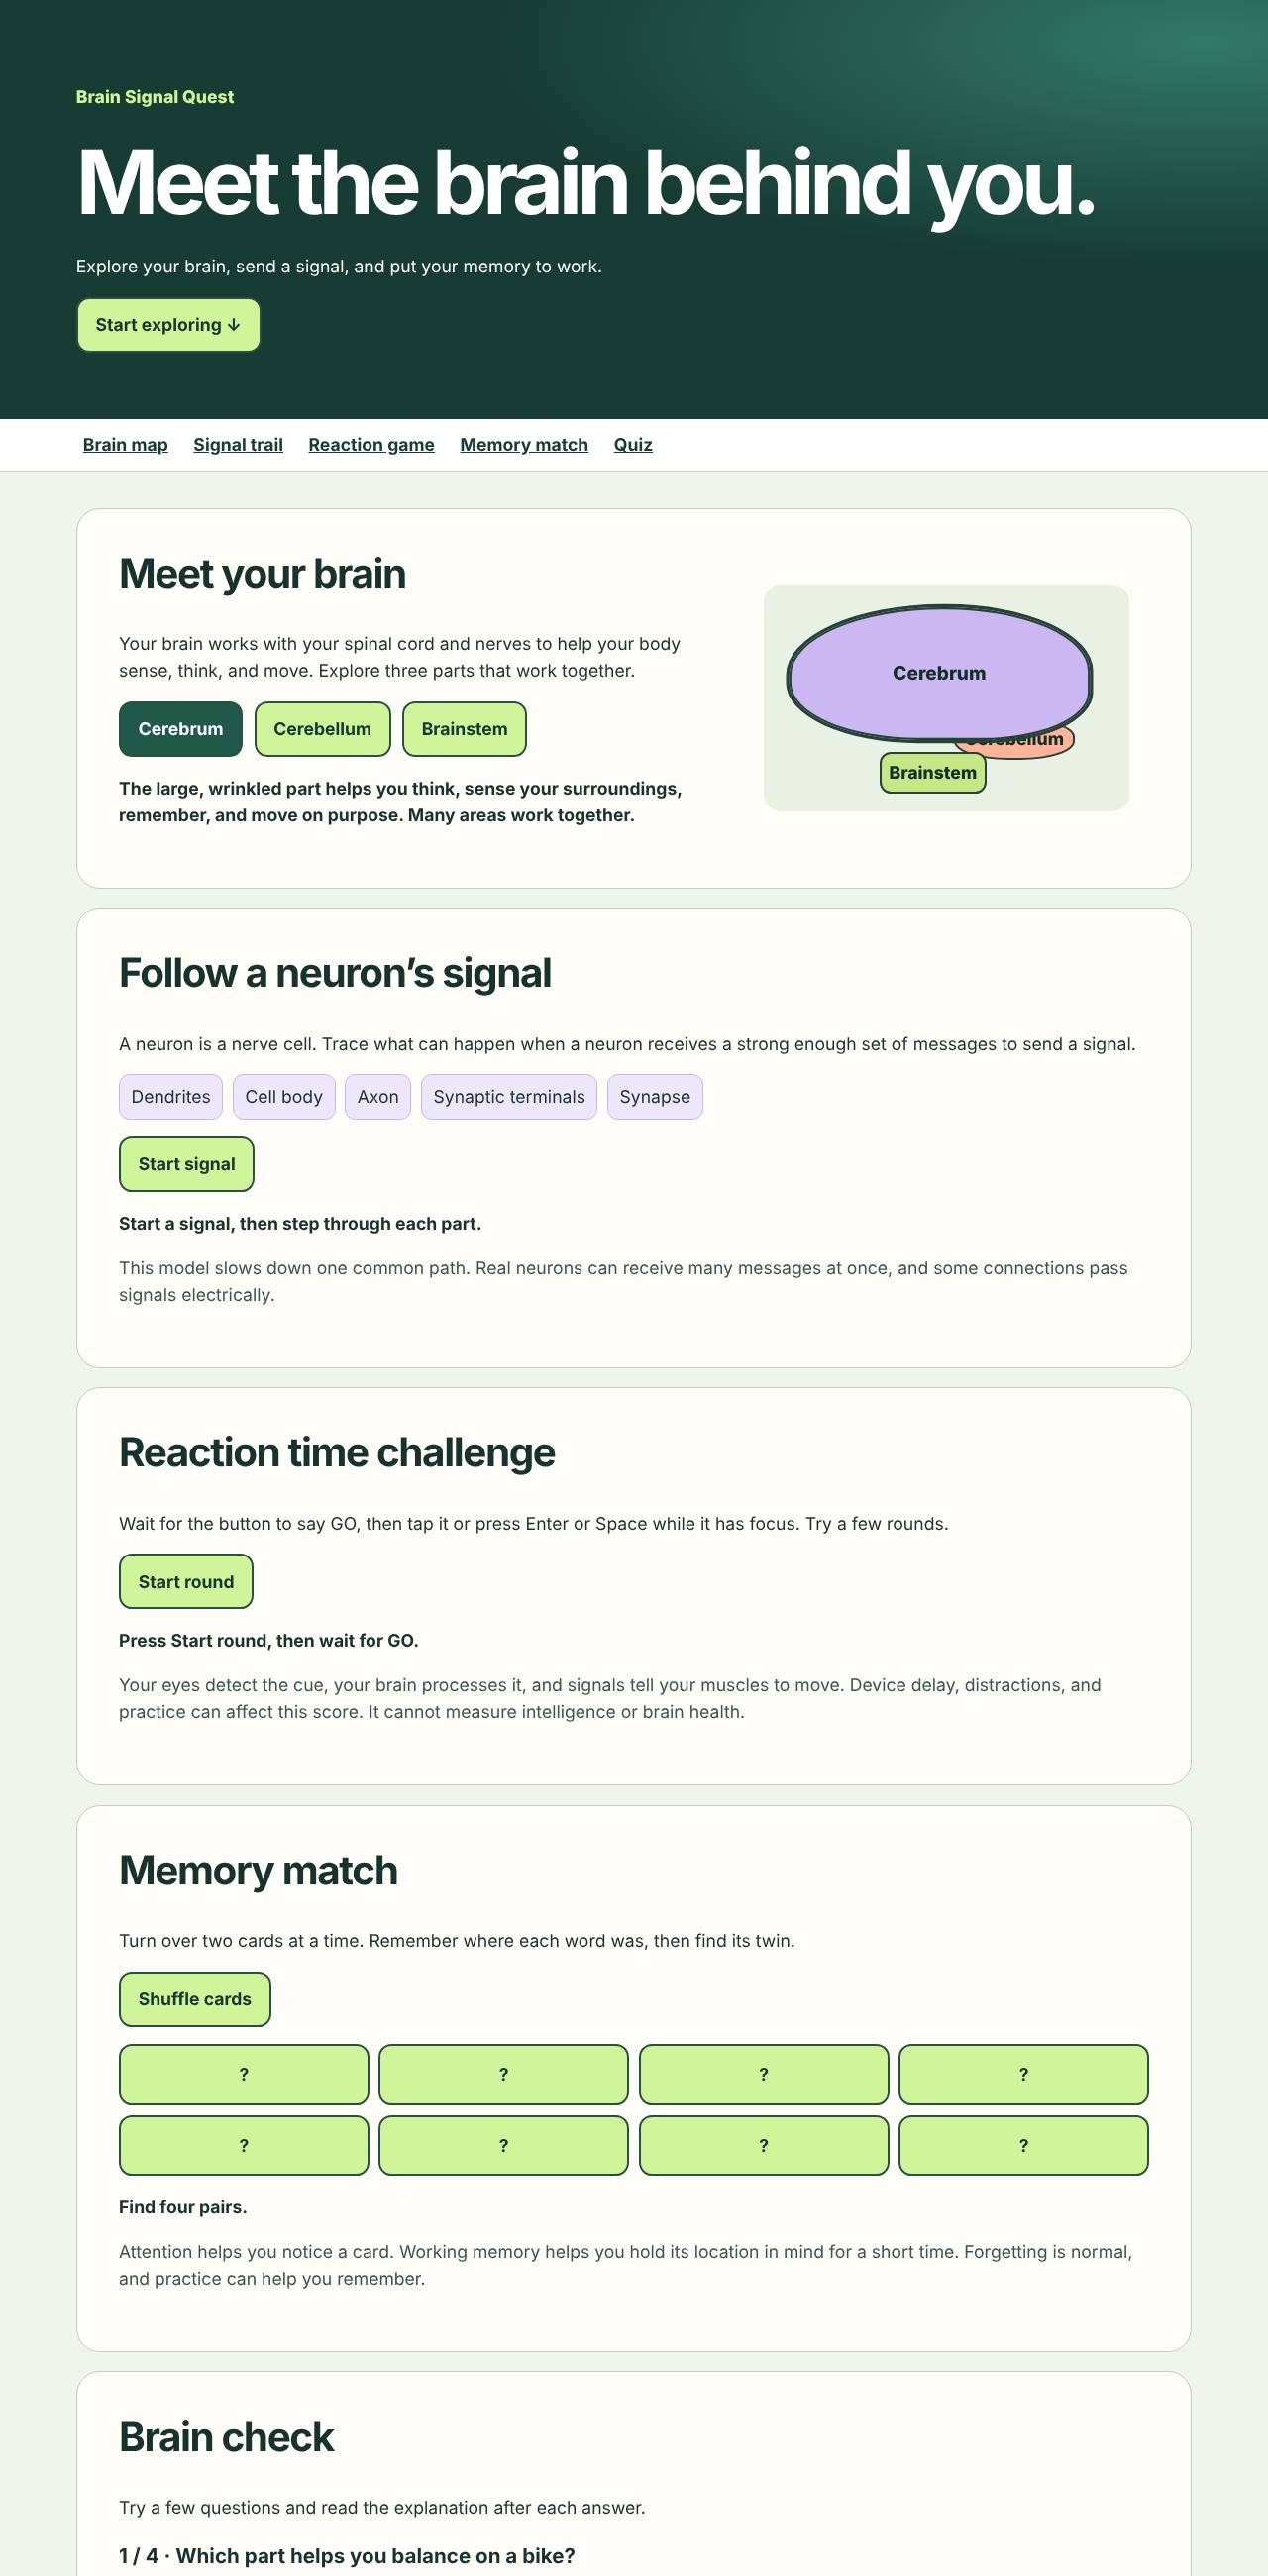 Brain Signal Quest
Meet the brain behind you.
Explore your brain, send a signal, and put your memory to work.
Start exploring ↓
Brain map
Signal trail
Reaction game
Memory match
Quiz
Meet your brain
Your brain works with your spinal cord and nerves to help your body
sense, think, and move. Explore three parts that work together.
Cerebrum
Cerebellum
Brainstem
The large, wrinkled part helps you think, sense your surroundings,
remember, and move on purpose. Many areas work together.
Cerebrum
Cerebellum
Brainstem
Follow a neuron’s signal
A neuron is a nerve cell. Trace what can happen when a neuron receives a strong enough set of messages to send a signal.
Dendrites
Cell body
Axon
Synaptic terminals
Synapse
Start signal
Start a signal, then step through each part.
This model slows down one common path. Real neurons can receive many messages at once, and some connections pass
signals electrically.
Reaction time challenge
Wait for the button to say GO, then tap it or press Enter or Space while it has focus. Try a few rounds.
Start round
Press Start round, then wait for GO.
Your eyes detect the cue, your brain processes it, and signals tell your muscles to move. Device delay, distractions, and
practice can affect this score. It cannot measure intelligence or brain health.
Memory match
Turn over two cards at a time. Remember where each word was, then find its twin.
Shuffle cards
? ? ? ?
? ? ? ?
Find four pairs.
Attention helps you notice a card. Working memory helps you hold its location in mind for a short time. Forgetting is normal,
and practice can help you remember.
Brain check
Try a few questions and read the explanation after each answer.
1 / 4 · Which part helps you balance on a bike?